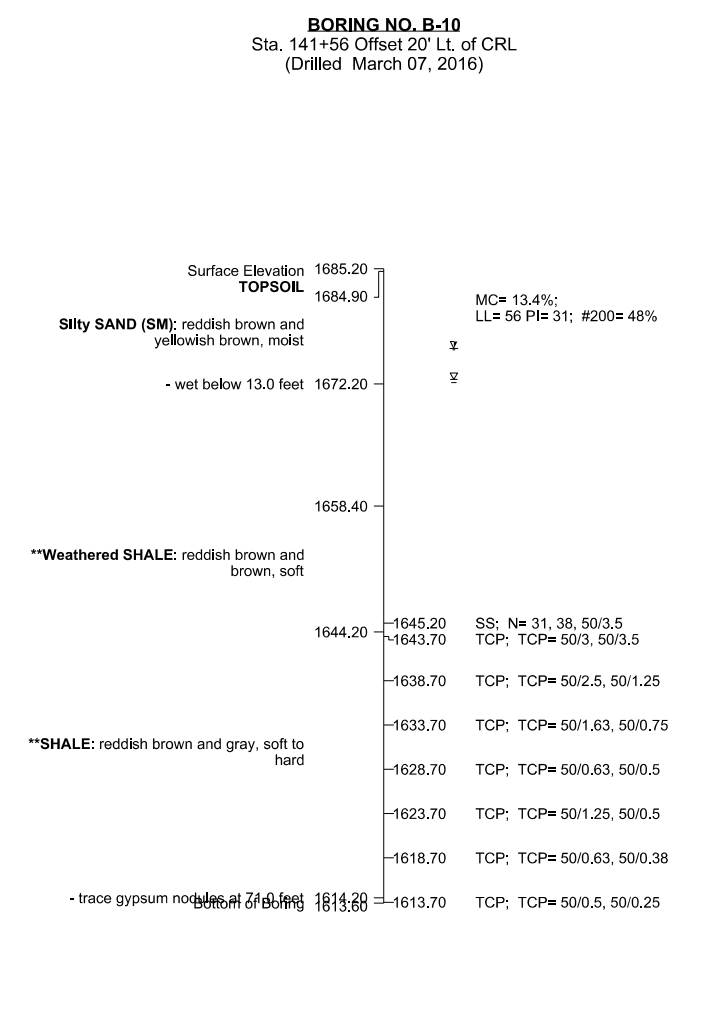 BORING NO. B-10
Sta. 141+56 Offset 20' Lt. of CRL
(Drilled March 07, 2016)
Surface Elevation 1685.20
TOPSOIL
1684.90
MC= 13.4%;
LL= 56 PI= 31; #200= 48%
Silty SAND (SM): reddish brown and
yellowish brown, moist
- wet below 13.0 feet 1672.20
1658.40
**Weathered SHALE: reddish brown and
brown, soft
1645.20 SS; N= 31, 38, 50/3.5
1644.20
1643.70 TCP; TCP= 50/3, 50/3.5
1638.70 TCP; TCP= 50/2.5, 50/1.25
1633.70 TCP; TCP= 50/1.63, 50/0.75
**SHALE: reddish brown and gray, soft to
hard
1628.70 TCP; TCP= 50/0.63, 50/0.5
1623.70 TCP; TCP= 50/1.25, 50/0.5
1618.70 TCP; TCP= 50/0.63, 50/0.38
- trace gypsum nodules at 71.0 feet 1614.20
Bottom of Boring 1613.60
1613.70 TCP; TCP= 50/0.5, 50/0.25